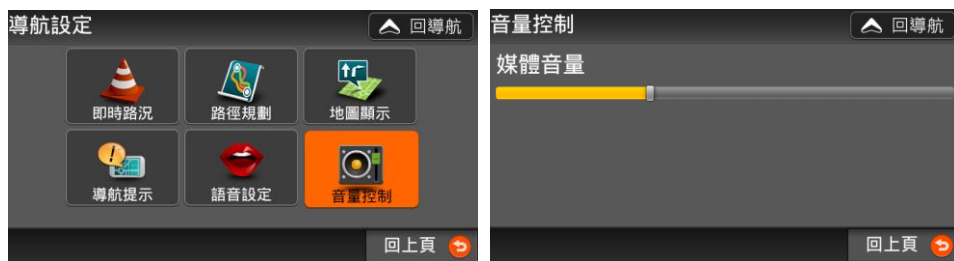 導航設定
回導航
即時路況
路徑規劃
地圖顯示
導航提示
語音設定
音量控制
回上頁
音量控制
回導航
媒體音量
回上頁